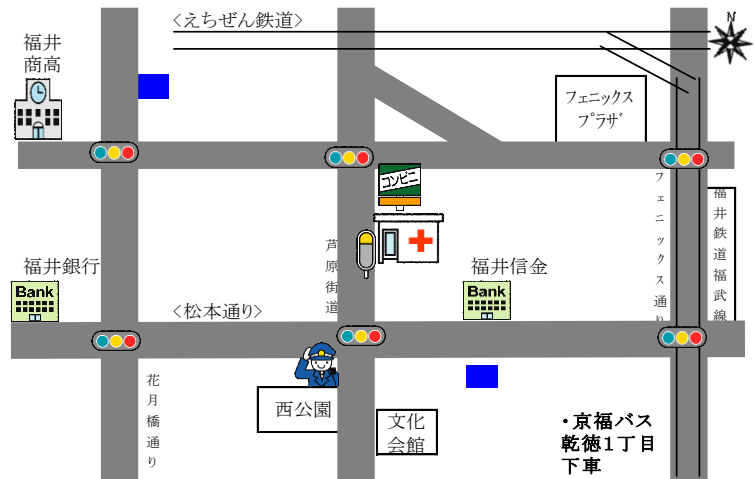 <えちぜん鉄道>
N
福井
商高
フェニックス
プラザ
コンビニ
フェニックス通り
福井鉄道福武線
芦原街道
福井銀行
Bank
福井信金
Bank
<松本通り>
花月橋通り
西公園
文化
会館
・京福バス
乾徳1丁目
下車